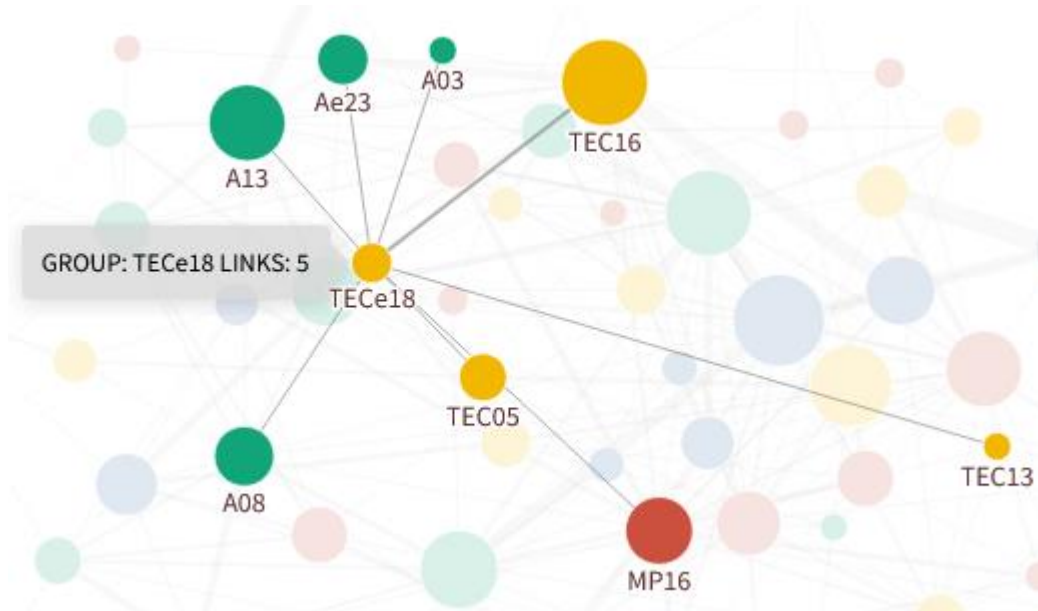 A03
Ae23
TEC16
A13
GROUP: TECe18 LINKS: 5
TECe18
TEC05
TEC13
A08
MP16